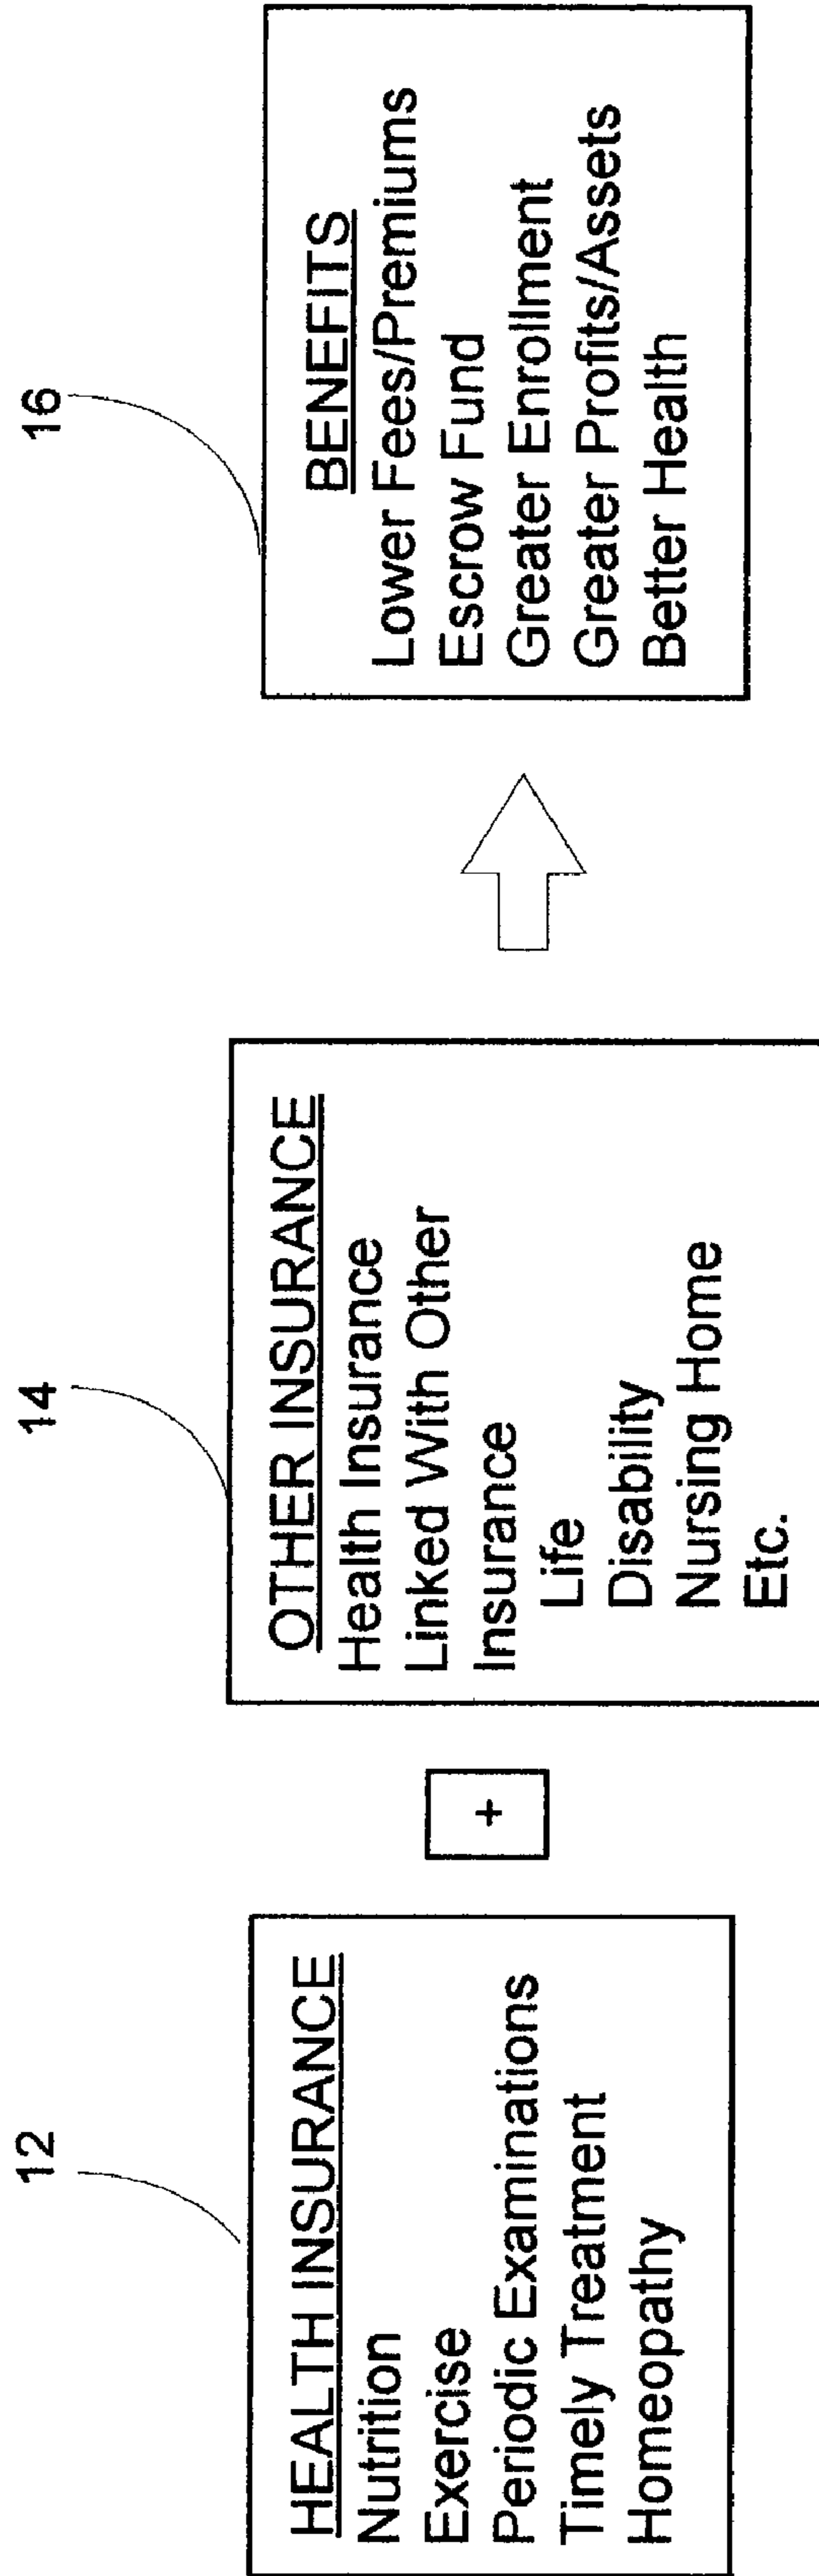 12
HEALTH INSURANCE
Nutrition
Exercise
Periodic Examinations
Timely Treatment
Homeopathy
+
14
OTHER INSURANCE
Health Insurance
Linked With Other
Insurance
Life
Disability
Nursing Home
Etc.
16
BENEFITS
Lower Fees/Premiums
Escrow Fund
Greater Enrollment
Greater Profits/Assets
Better Health